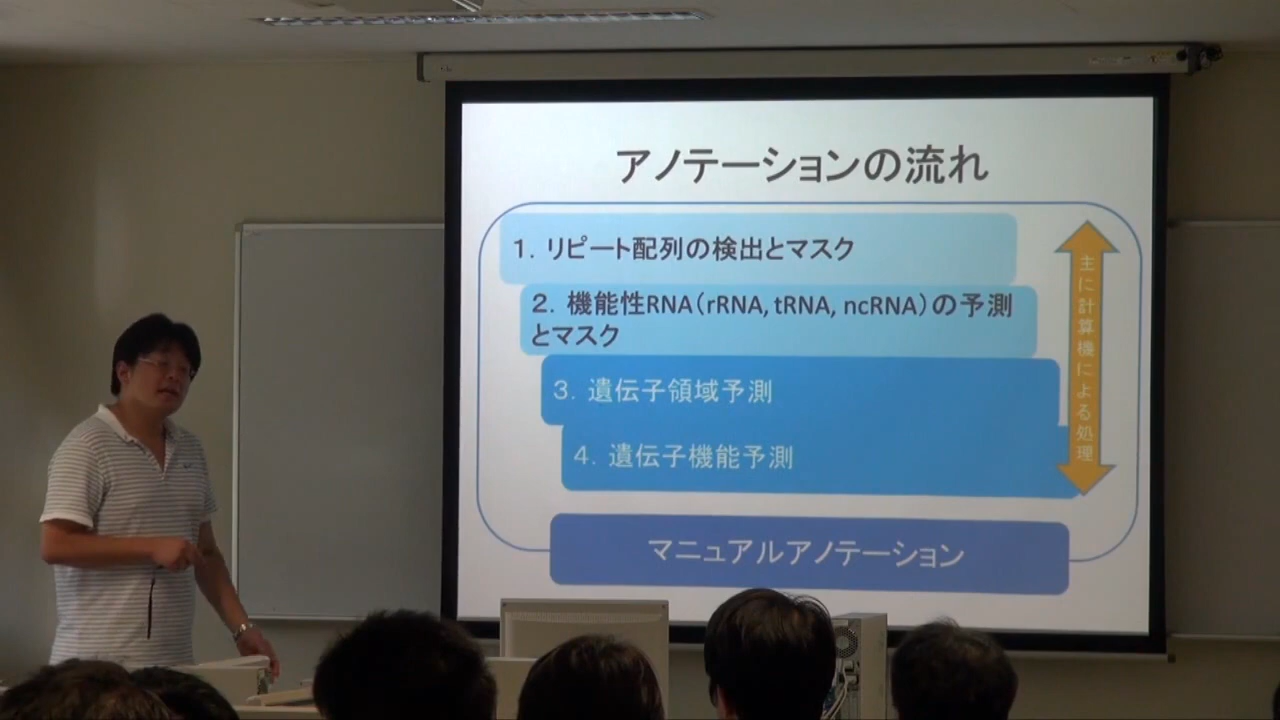 アノテーションの流れ
1．リピート配列の検出とマスク
2．機能性RNA（rRNA, tRNA, ncRNA）の予測
とマスク
3．遺伝子領域予測
4．遺伝子機能予測
主に計算機による処理
マニュアルアノテーション